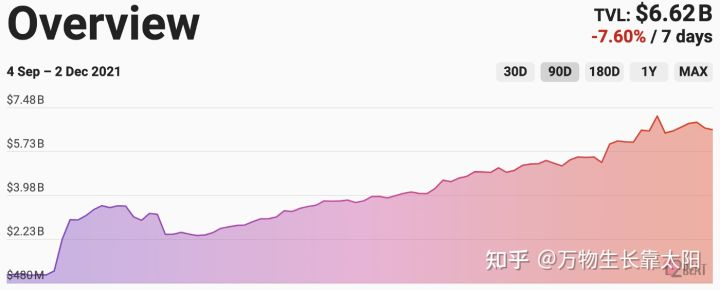 Overview
TVL: $6.62 B
-7.60% / 7 days
4 Sep – 2 Dec 2021
30D 90D 180D 1Y MAX
$7.48 B
$5.73 B
$3.98 B
$2.23 B
$480 M
知乎 @万物生长靠太阳
L2BEAT